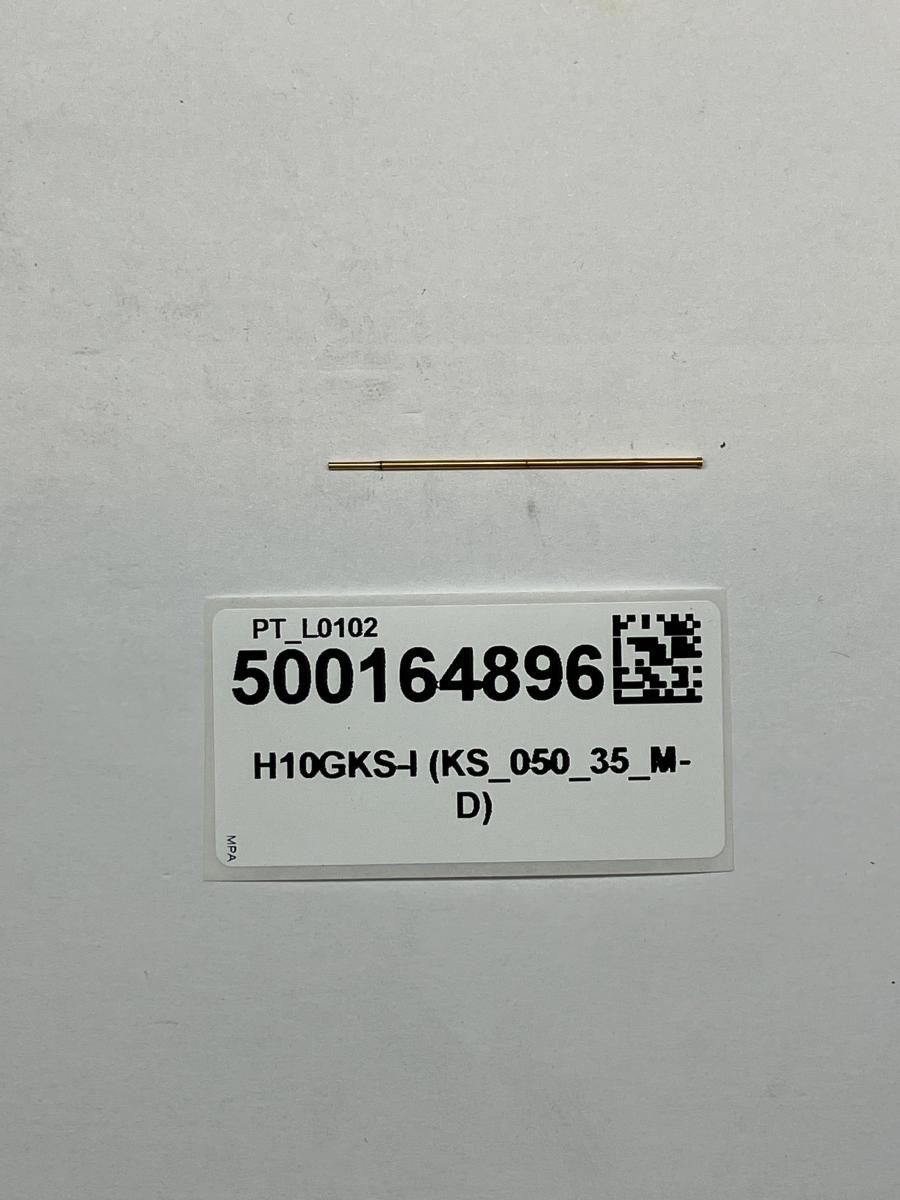 PT_L0102
500164896
H10GKS-I (KS_050_35_M-
D)
MPA